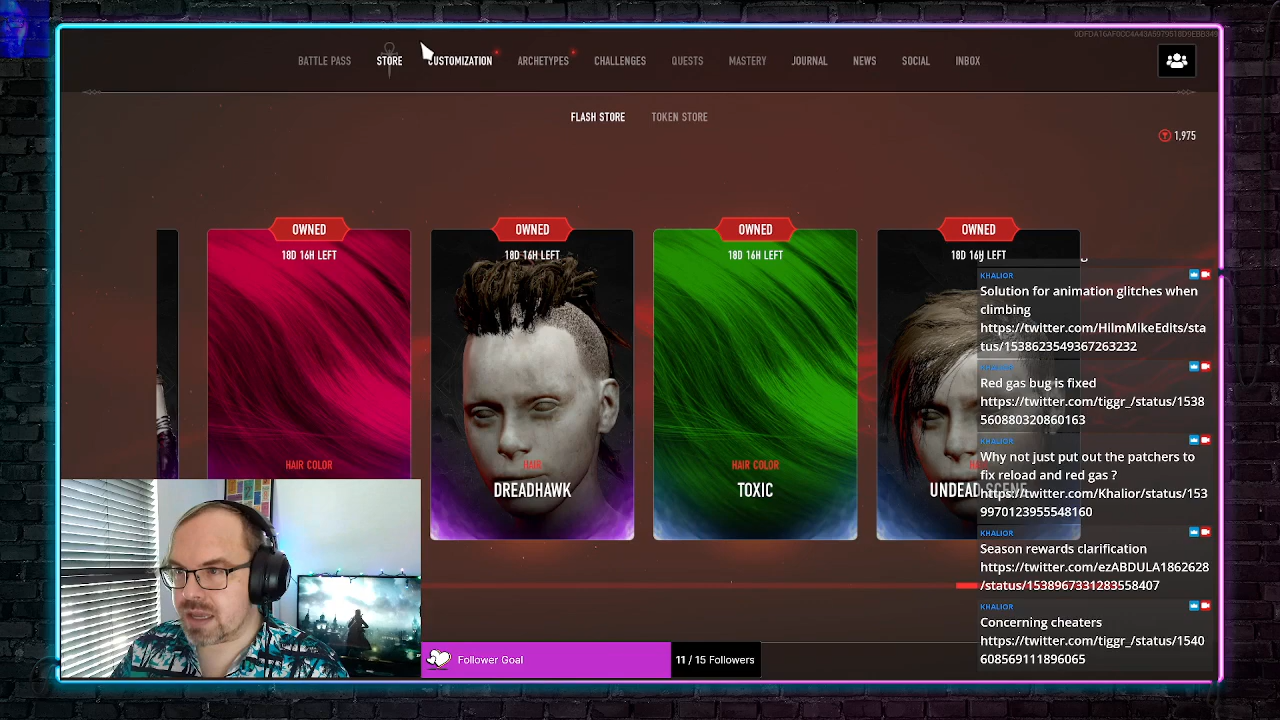 0DFDA16AF0CC4A43A5979518D9EBB349
BATTLE PASS
STORE
CUSTOMIZATION
ARCHETYPES
CHALLENGES
QUESTS
MASTERY
JOURNAL
NEWS
SOCIAL
INBOX
FLASH STORE
TOKEN STORE
1,975
OWNED
18D 16H LEFT
HAIR COLOR
OWNED
18D 16H LEFT
HAIR
DREADHAWK
OWNED
18D 16H LEFT
HAIR COLOR
TOXIC
OWNED
18D 16H LEFT
UNDEAD SCENE
KHALIOR
Solution for animation glitches when
climbing
https://twitter.com/HilmMikeEdits/sta
tus/1538623549367263232
KHALIOR
Red gas bug is fixed
https://twitter.com/tiggr_/status/1538
560880320860163
KHALIOR
Why not just put out the patchers to
fix reload and red gas ?
https://twitter.com/Khalior/status/153
9970123955548160
KHALIOR
Season rewards clarification
https://twitter.com/ezABDULA1862628
/status/1538967331283558407
KHALIOR
Concerning cheaters
https://twitter.com/tiggr_/status/1540
608569111896065
Follower Goal
11 / 15 Followers